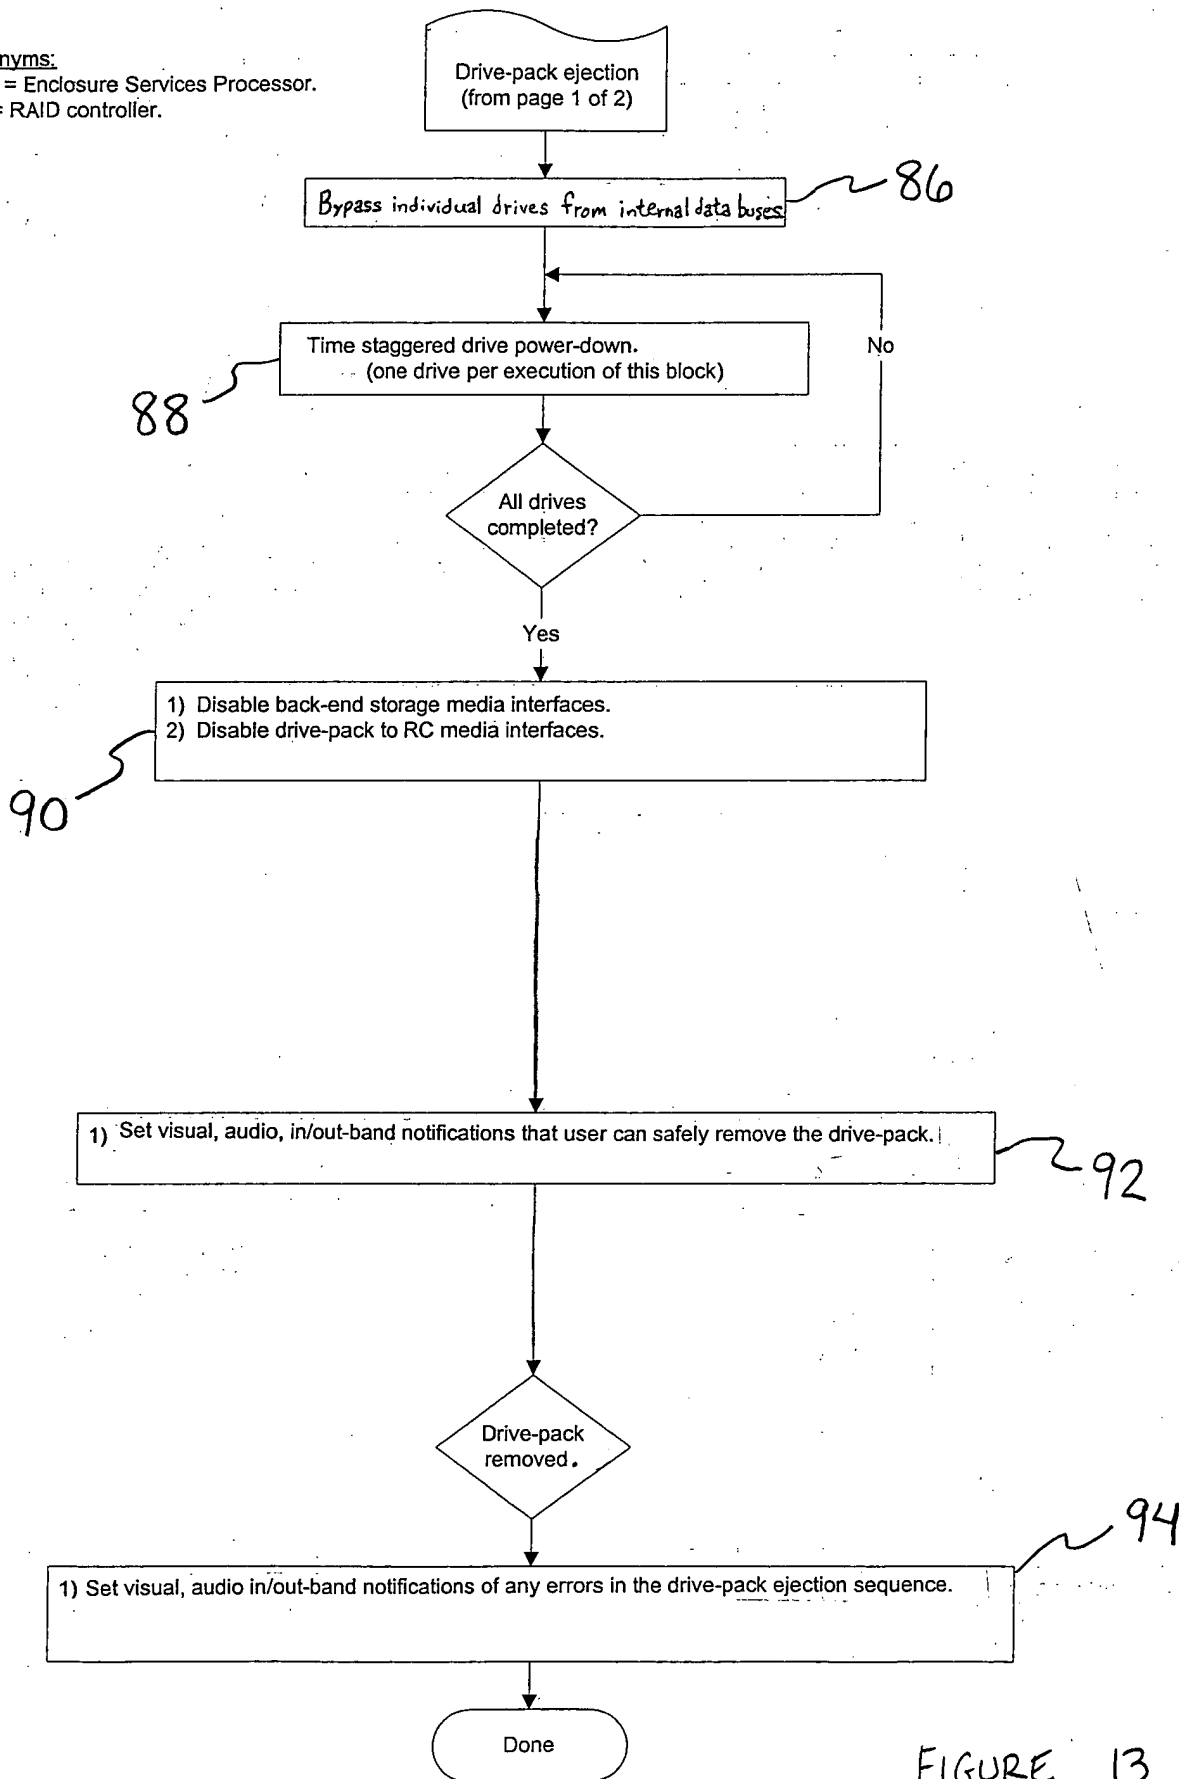 nyms:
= Enclosure Services Processor.
= RAID controller.
Drive-pack ejection
(from page 1 of 2)
Bypass individual drives from internal data buses
86
Time staggered drive power-down.
(one drive per execution of this block)
88
No
All drives
completed?
Yes
1) Disable back-end storage media interfaces.
2) Disable drive-pack to RC media interfaces.
90
1) Set visual, audio, in/out-band notifications that user can safely remove the drive-pack.
92
Drive-pack
removed.
94
1) Set visual, audio in/out-band notifications of any errors in the drive-pack ejection sequence.
Done
FIGURE 13